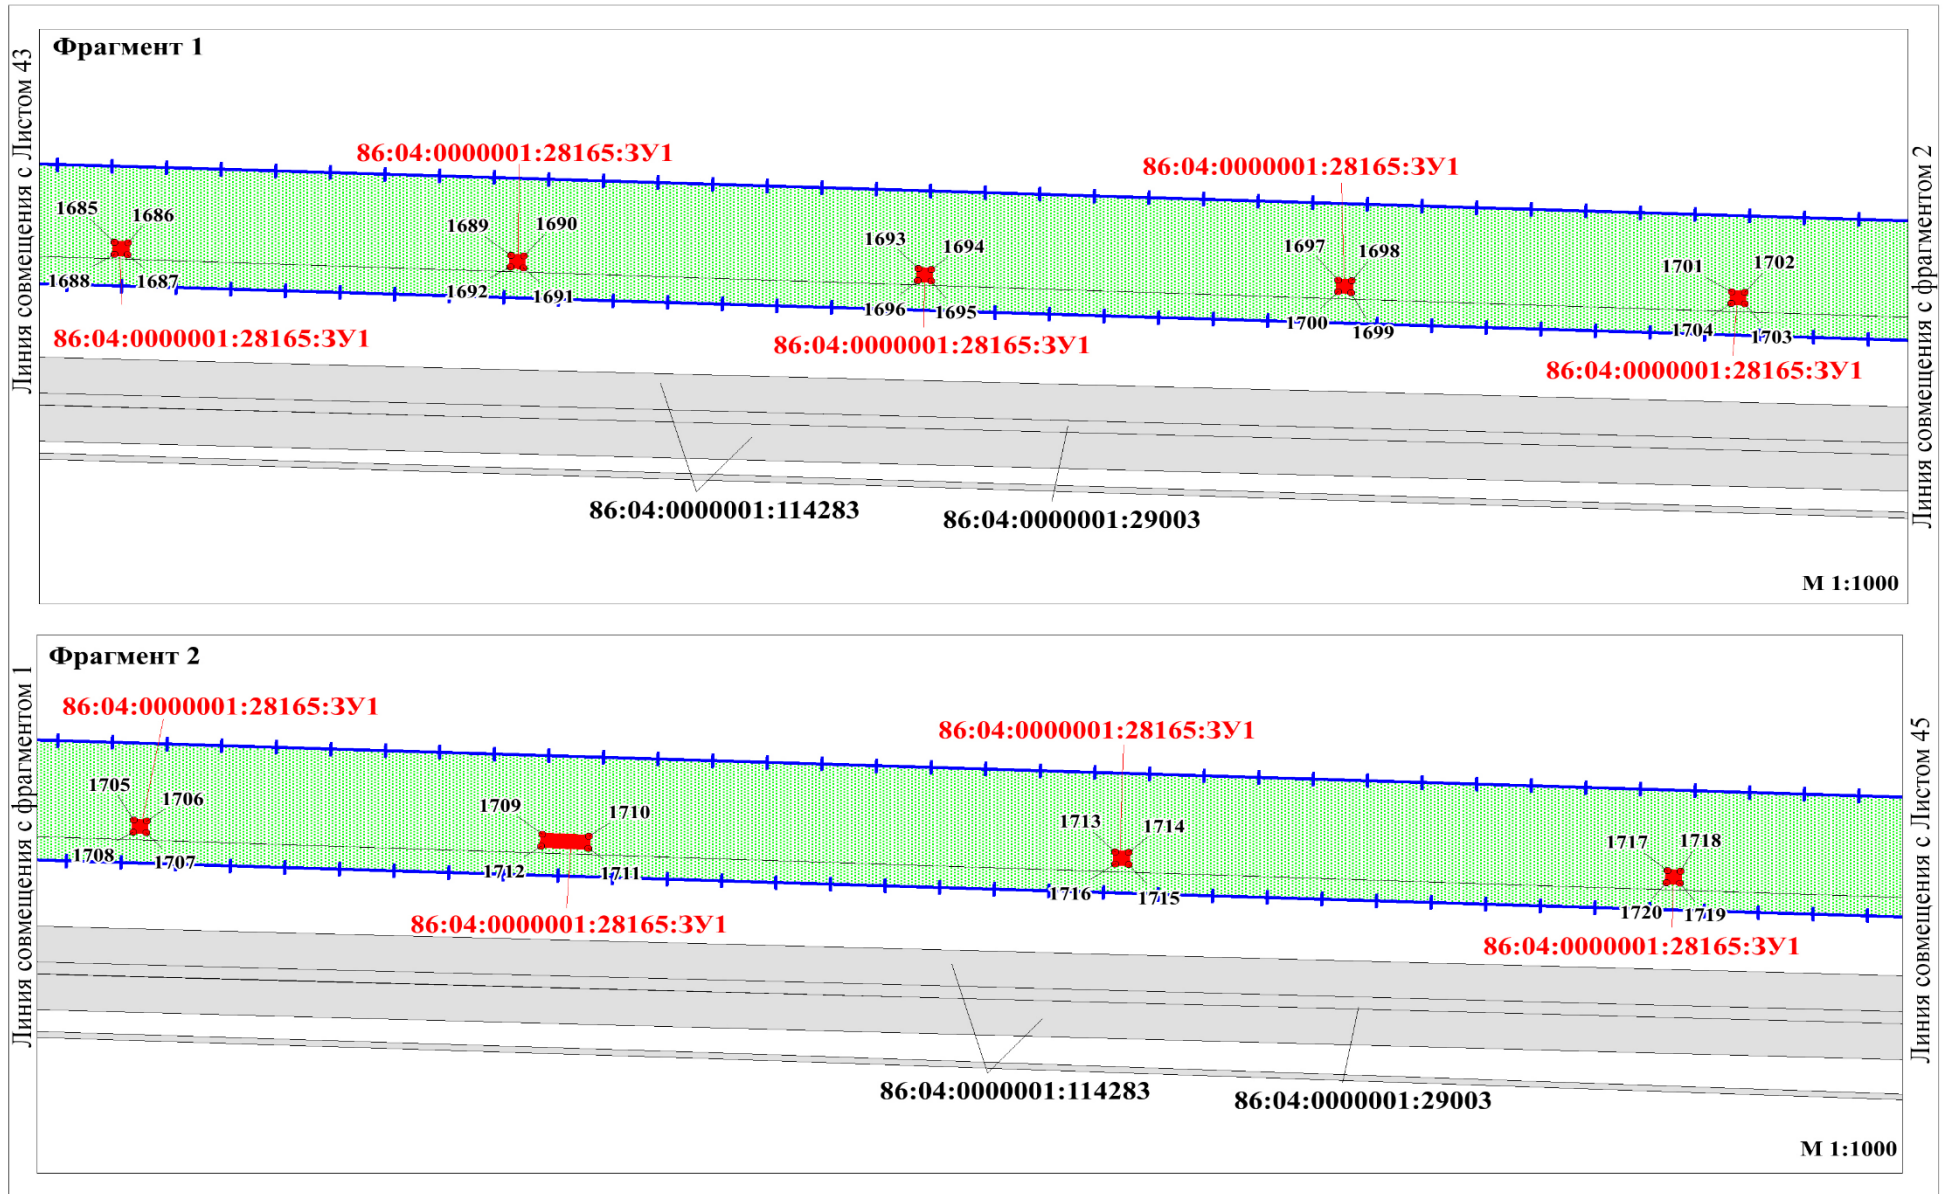 Фрагмент 1
Линия совмещения с Листом 43
86:04:0000001:28165:ЗУ1
86:04:0000001:28165:ЗУ1
1685
1686
1689
1690
1693
1694
1697
1698
1701
1702
1688
1687
1692
1691
1696
1695
1700
1699
1704
1703
86:04:0000001:28165:ЗУ1
86:04:0000001:28165:ЗУ1
86:04:0000001:28165:ЗУ1
86:04:0000001:114283
86:04:0000001:29003
Линия совмещения с фрагментом 2
М 1:1000
Фрагмент 2
Линия совмещения с фрагментом 1
86:04:0000001:28165:ЗУ1
86:04:0000001:28165:ЗУ1
1705
1706
1709
1710
1713
1714
1717
1718
1708
1707
1712
1711
1716
1715
1720
1719
86:04:0000001:28165:ЗУ1
86:04:0000001:28165:ЗУ1
86:04:0000001:114283
86:04:0000001:29003
Линия совмещения с Листом 45
М 1:1000